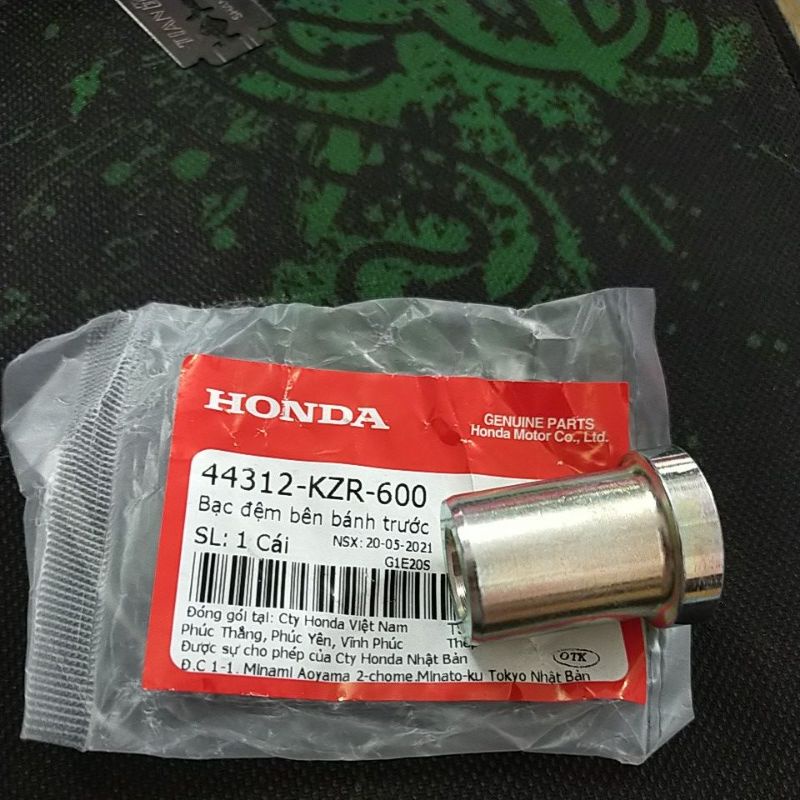 HONDA
GENUINE PARTS
Honda Motor Co., Ltd.
44312-KZR-600
Bạc đệm bên bánh trước
SL: 1 Cái
NSX: 20-05-2021
G1E20S
Đóng gói tại: Cty Honda Việt Nam
Phúc Thắng, Phúc Yên, Vĩnh Phúc
Được sự cho phép của Cty Honda Nhật Bản
Đ.C 1-1, Minami Aoyama 2-chome,Minato-ku Tokyo Nhật Bản
OTK